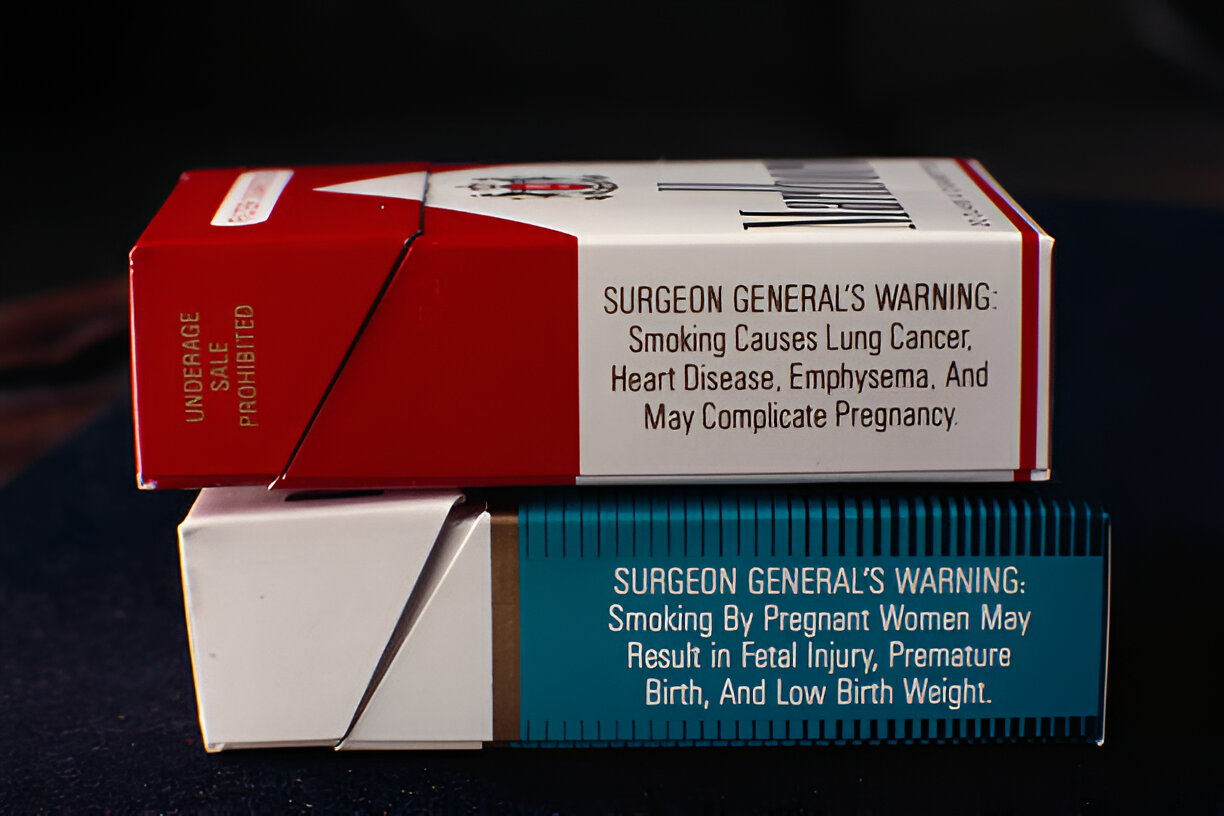 UNDERAGE
SALE
PROHIBITED
SURGEON GENERAL'S WARNING:
Smoking Causes Lung Cancer,
Heart Disease, Emphysema, And
May Complicate Pregnancy.
SURGEON GENERAL'S WARNING:
Smoking By Pregnant Women May
Result in Fetal Injury, Premature
Birth, And Low Birth Weight.